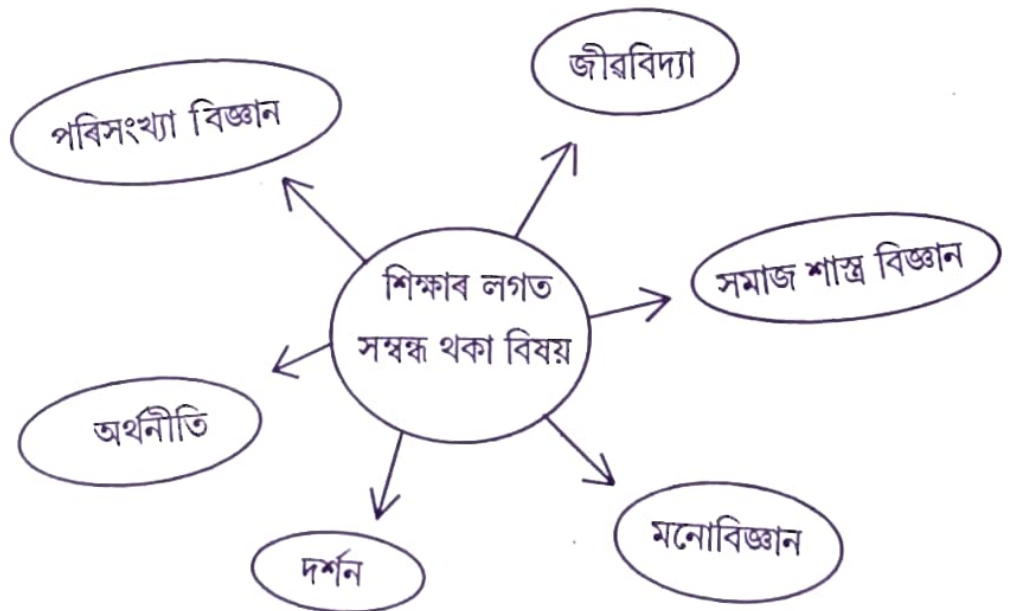 জীৱবিদ্যা
পৰিসংখ্যা বিজ্ঞান
সমাজ শাস্ত্ৰ বিজ্ঞান
শিক্ষাৰ লগত
সম্বন্ধ থকা বিষয়
অৰ্থনীতি
মনোবিজ্ঞান
দৰ্শন